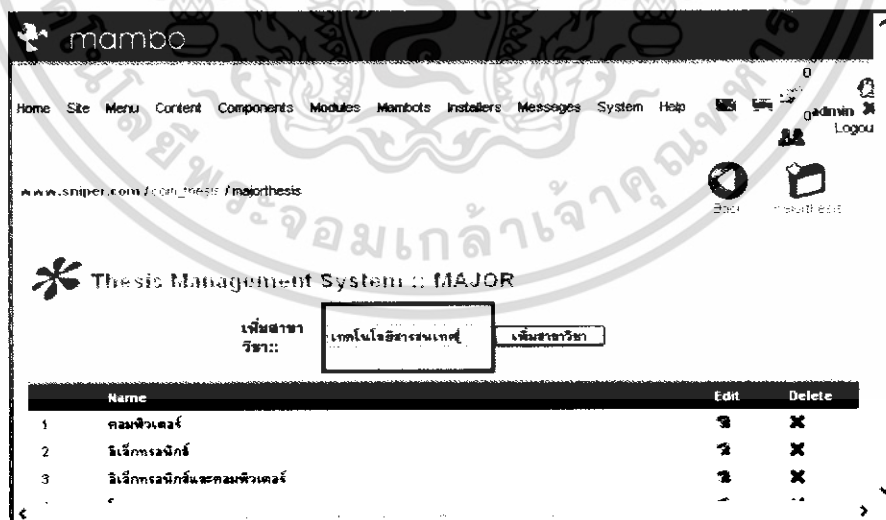 mambo
0
Home Site Menu Content Components Modules Mambots Installers Messages System Help
0 admin
Logou
www.sniper.com / com_thesis / majorthesis
Back majorthesis
Thesis Management System :: MAJOR
เพิ่มสาขา
วิชา::
เทคโนโลยีสารสนเทศ
เพิ่มสาขาวิชา
Name Edit Delete
1 คอมพิวเตอร์
2 อิเล็กทรอนิกส์
3 อิเล็กทรอนิกส์และคอมพิวเตอร์